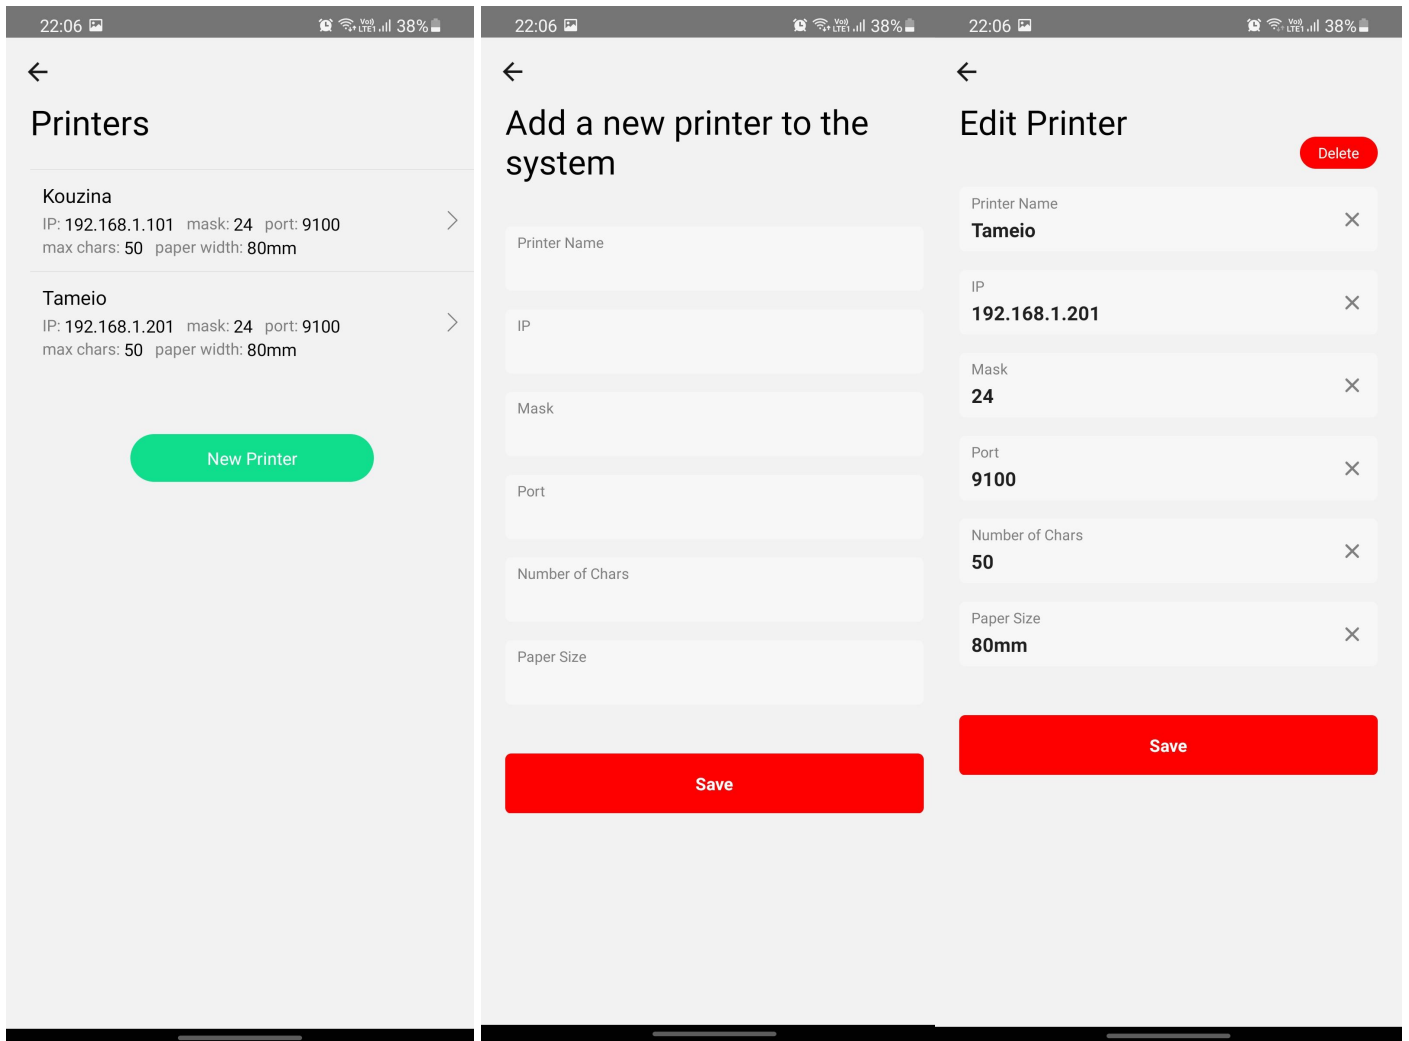 22:06
38%
Printers
Kouzina
IP: 192.168.1.101 mask: 24 port: 9100
max chars: 50 paper width: 80mm
Tameio
IP: 192.168.1.201 mask: 24 port: 9100
max chars: 50 paper width: 80mm
New Printer
22:06
38%
Add a new printer to the
system
Printer Name
IP
Mask
Port
Number of Chars
Paper Size
Save
22:06
38%
Edit Printer
Delete
Printer Name
Tameio
IP
192.168.1.201
Mask
24
Port
9100
Number of Chars
50
Paper Size
80mm
Save